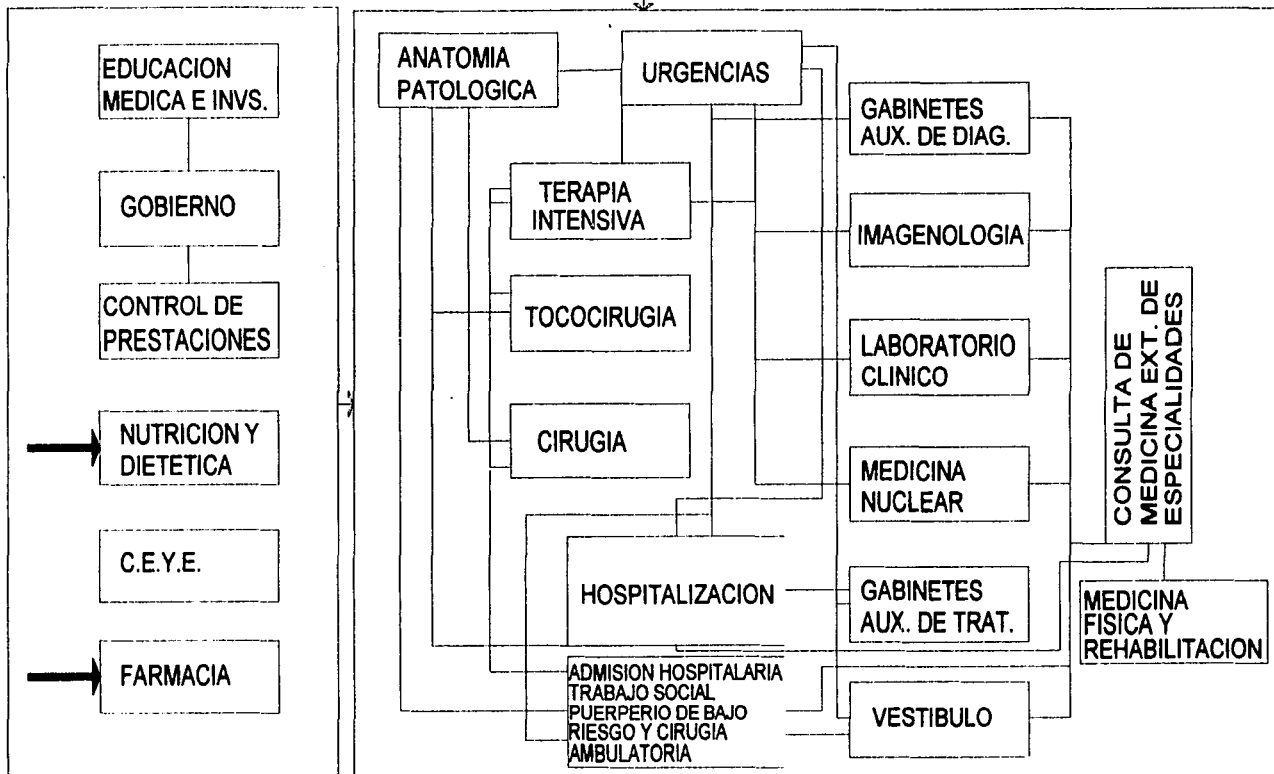 EDUCACION
MEDICA E INVS.
GOBIERNO
CONTROL DE
PRESTACIONES
NUTRICION Y
DIETETICA
C.E.Y.E.
FARMACIA
ANATOMIA
PATOLOGICA
URGENCIAS
TERAPIA
INTENSIVA
TOCOCIRUGIA
CIRUGIA
HOSPITALIZACION
ADMISION HOSPITALARIA
TRABAJO SOCIAL
PUERPERIO DE BAJO
RIESGO Y CIRUGIA
AMBULATORIA
GABINETES
AUX. DE DIAG.
IMAGENOLOGIA
LABORATORIO
CLINICO
MEDICINA
NUCLEAR
GABINETES
AUX. DE TRAT.
VESTIBULO
CONSULTA DE
MEDICINA EXT. DE
ESPECIALIDADES
MEDICINA
FISICA Y
REHABILITACION